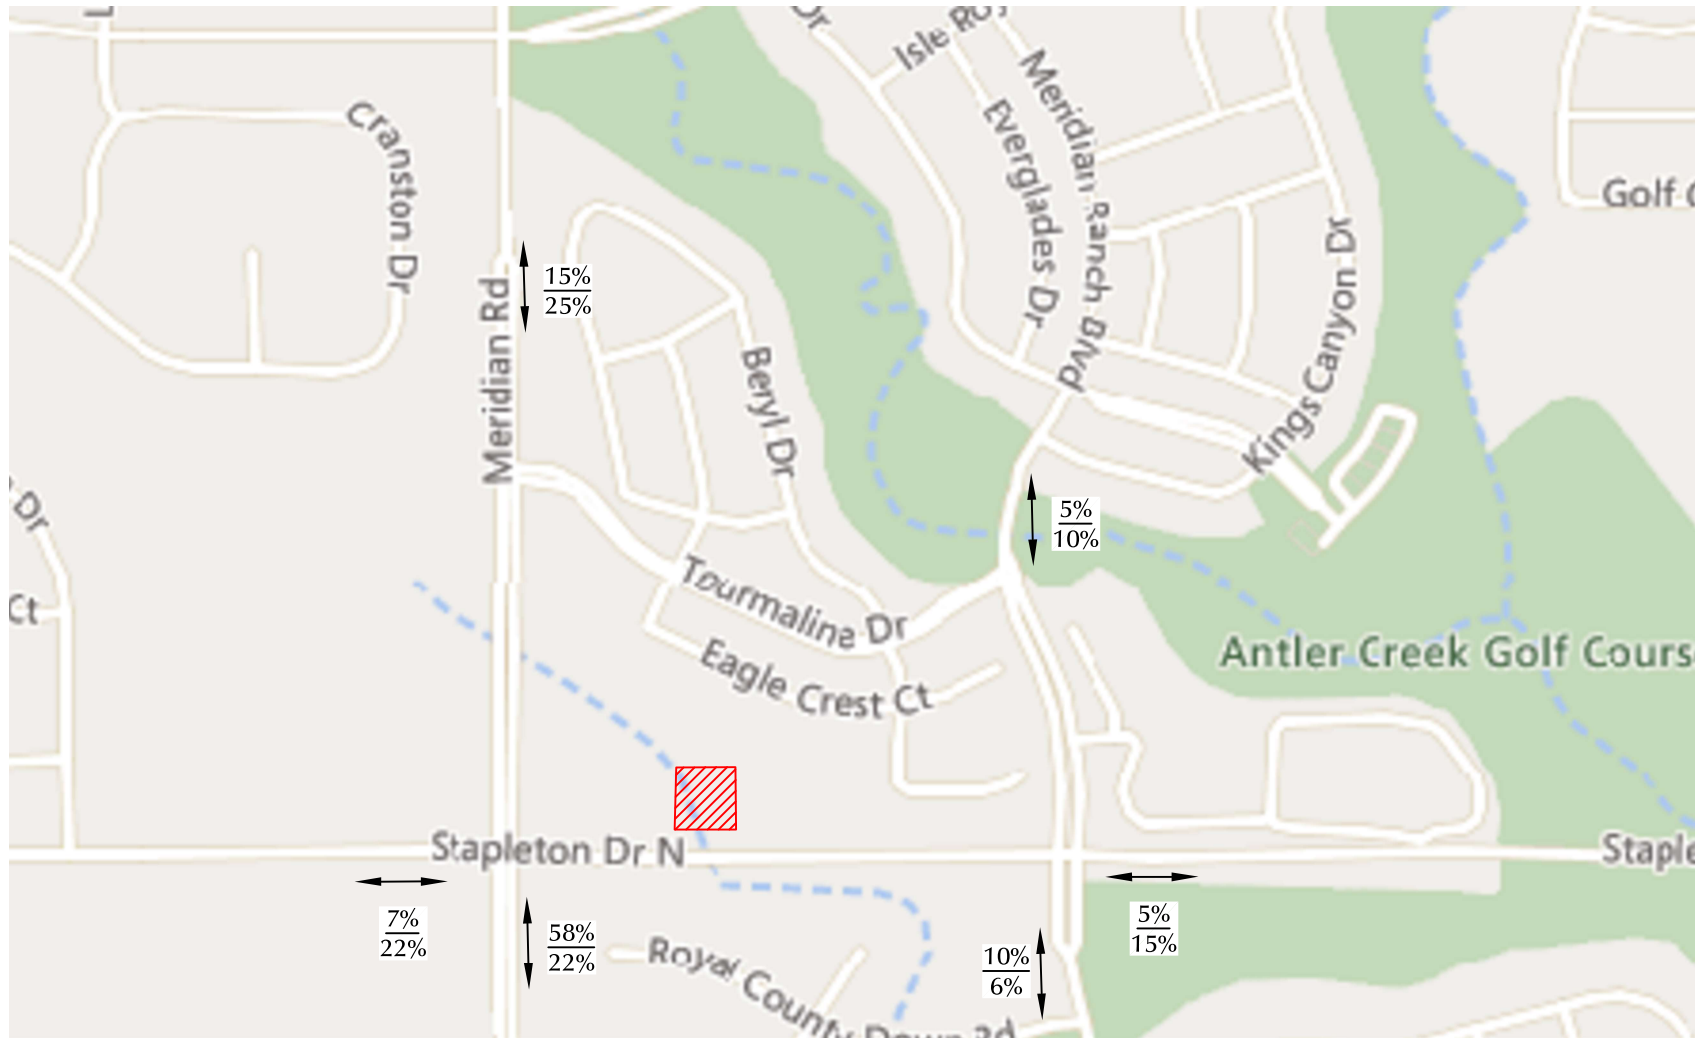 Dr
Isle Roy
Cranston Dr
Meridian Ranch Blvd
Everglades Dr
Golf C
Kings Canyon Dr
15%
25%
Meridian Rd
Beryl Dr
Dr
5%
10%
Ct
Tourmaline Dr
Antler Creek Golf Cours
Eagle Crest Ct
Stapleton Dr N
Staple
7%
22%
58%
22%
5%
15%
10%
6%
Royal County Down Rd